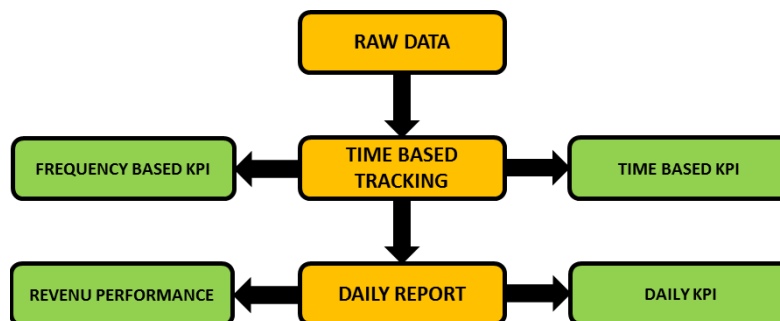 RAW DATA
FREQUENCY BASED KPI
TIME BASED
TRACKING
TIME BASED KPI
REVENU PERFORMANCE
DAILY REPORT
DAILY KPI